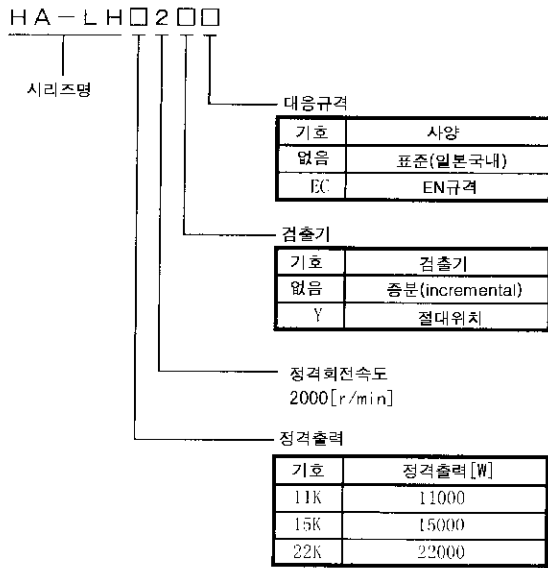 HA-LH□2□□
시리즈명
대응규격
기호 사양
없음 표준(일본국내)
EC EN규격
검출기
기호 검출기
없음 증분(incremental)
Y 절대위치
정격회전속도
2000[r/min]
정격출력
기호 정격출력[W]
11K 11000
15K 15000
22K 22000